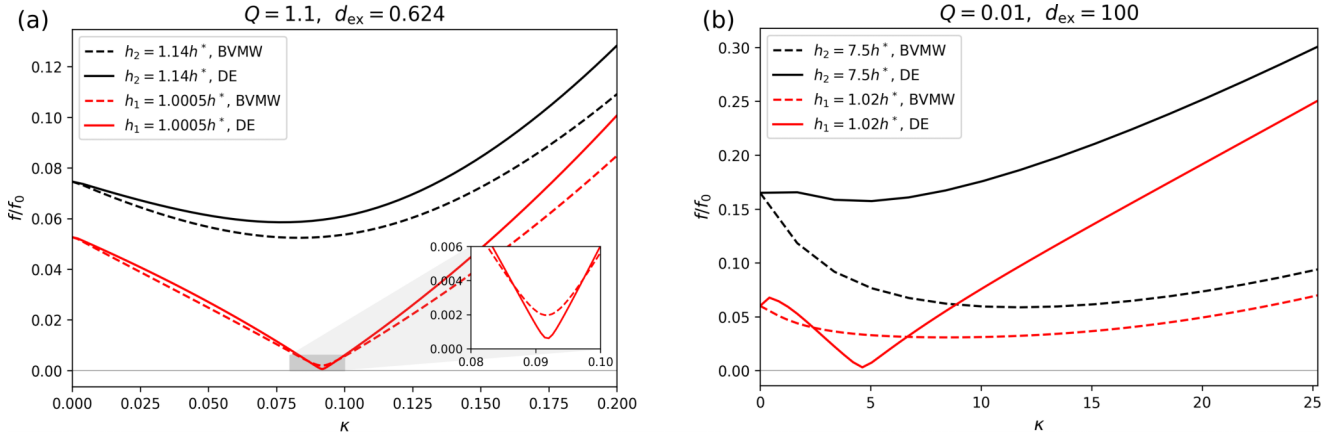 (a)
Q = 1.1, d_ex = 0.624
h₂ = 1.14h*, BVMW
h₂ = 1.14h*, DE
h₁ = 1.0005h*, BVMW
h₁ = 1.0005h*, DE
f/f₀
0.12
0.10
0.08
0.06
0.04
0.02
0.00
0.006
0.004
0.002
0.000
0.08 0.09 0.10
0.000 0.025 0.050 0.075 0.100 0.125 0.150 0.175 0.200
κ
(b)
Q = 0.01, d_ex = 100
h₂ = 7.5h*, BVMW
h₂ = 7.5h*, DE
h₁ = 1.02h*, BVMW
h₁ = 1.02h*, DE
f/f₀
0.30
0.25
0.20
0.15
0.10
0.05
0.00
0 5 10 15 20 25
κ